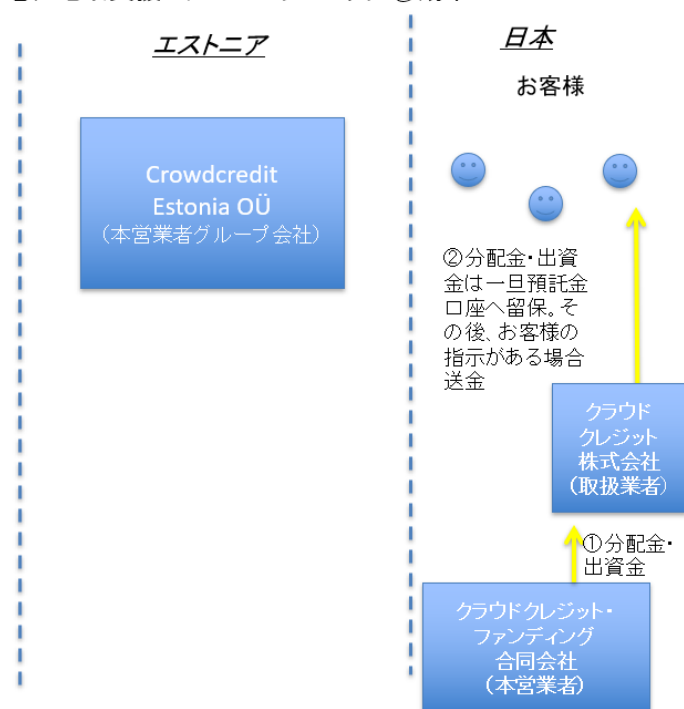 エストニア
日本
お客様
Crowdcredit
Estonia OÜ
(本営業者グループ会社)
②分配金・出資
金は一旦預託金
口座へ留保。そ
の後、お客様の
指示がある場合
送金
クラウド
クレジット
株式会社
(取扱業者)
①分配金・
出資金
クラウドクレジット・
ファンディング
合同会社
(本営業者)